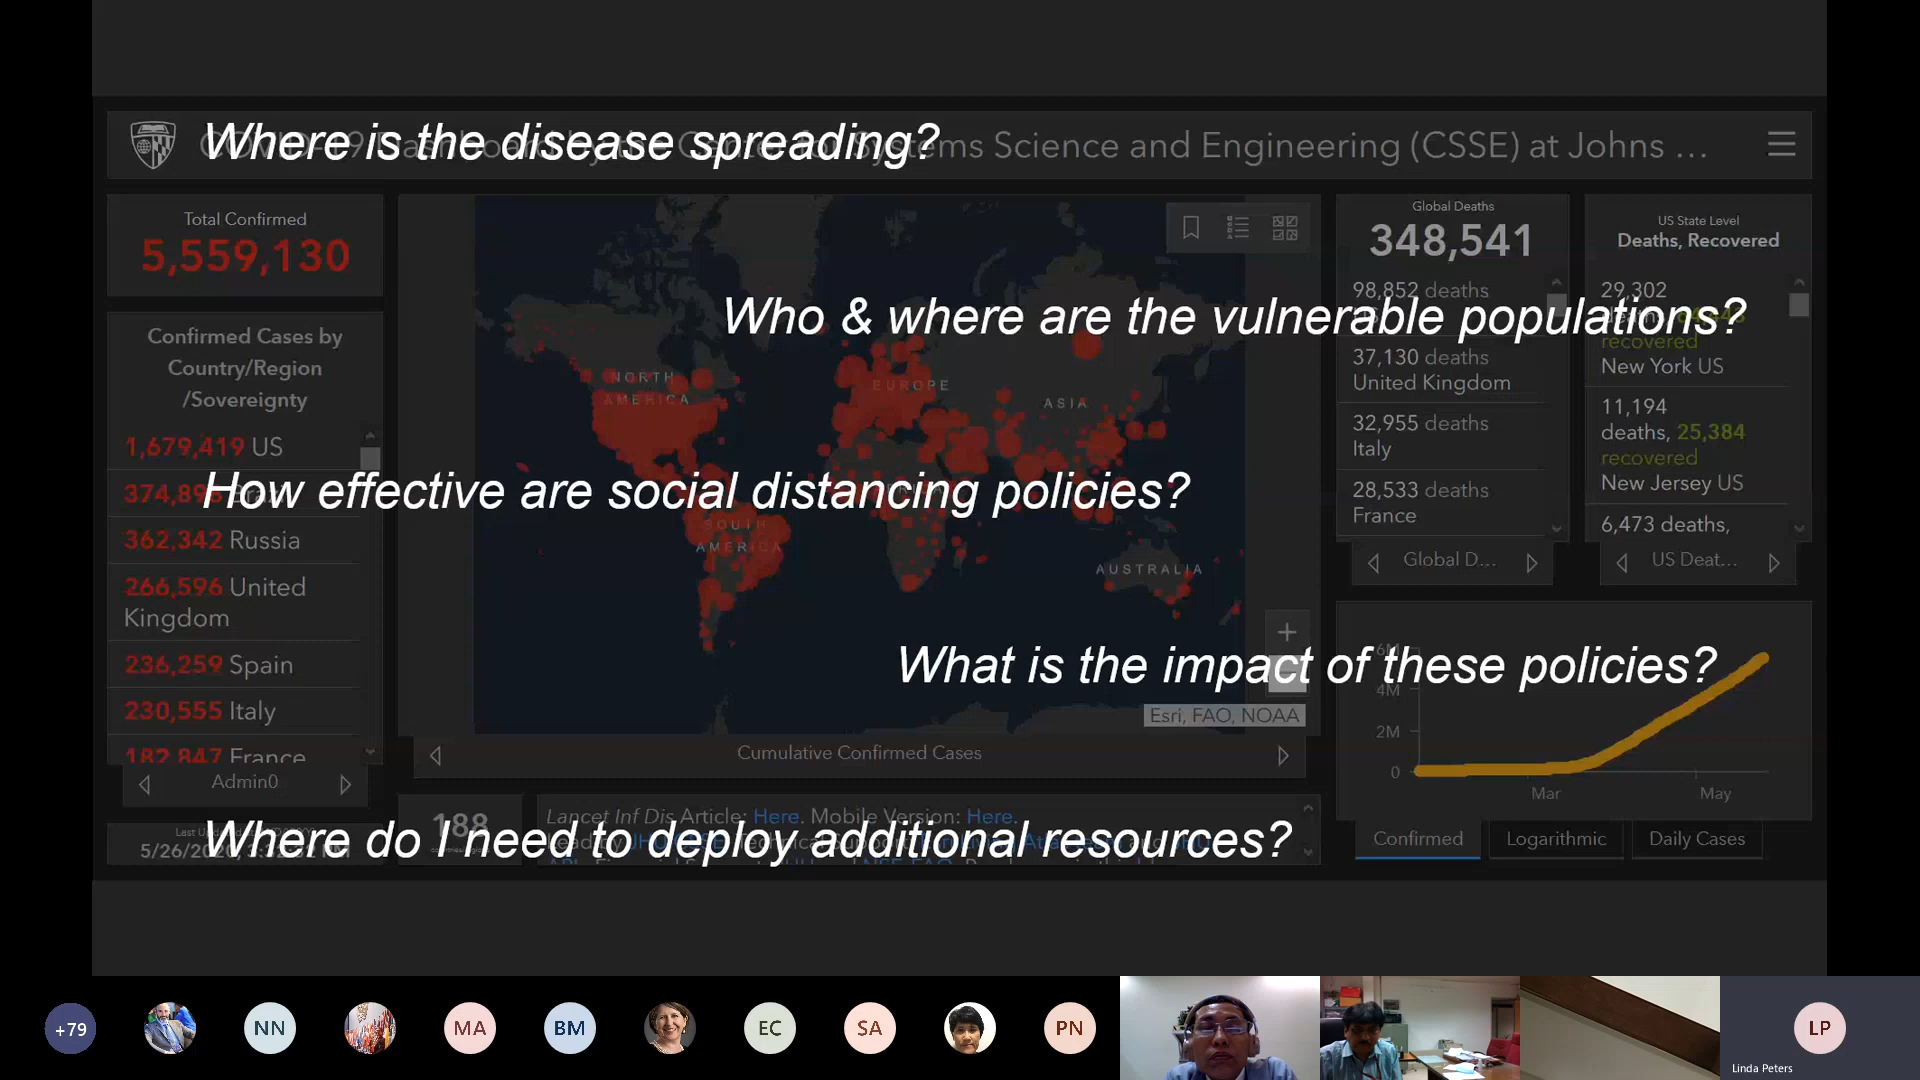 Where is the disease spreading?
Systems Science and Engineering (CSSE) at Johns ...
Total Confirmed
5,559,130
Confirmed Cases by
Country/Region
/Sovereignty
1,679,419 US
362,342 Russia
266,596 United
Kingdom
236,259 Spain
230,555 Italy
182,847 France
Admin0
NORTH
AMERICA
EUROPE
ASIA
SOUTH
AMERICA
AUSTRALIA
Esri, FAO, NOAA
Cumulative Confirmed Cases
Who & where are the vulnerable populations?
How effective are social distancing policies?
What is the impact of these policies?
Where do I need to deploy additional resources?
Global Deaths
348,541
98,852 deaths
37,130 deaths
United Kingdom
32,955 deaths
Italy
28,533 deaths
France
Global D...
US State Level
Deaths, Recovered
29,302
recovered
New York US
11,194
deaths, 25,384
recovered
New Jersey US
6,473 deaths,
US Deat...
6M
4M
2M
0
Mar
May
Confirmed
Logarithmic
Daily Cases
188
Lancet Inf Dis Article: Here. Mobile Version: Here.
+79
NN
MA
BM
EC
SA
PN
LP
Linda Peters